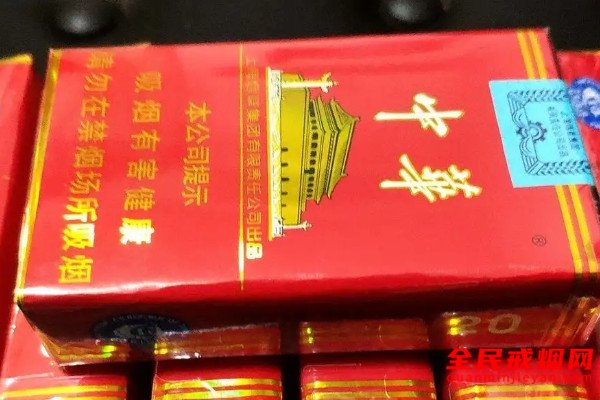 中華
®
上海烟草集团有限责任公司出品
本公司提示
吸烟有害健康
请勿在禁烟场所吸烟
20
全民戒烟网